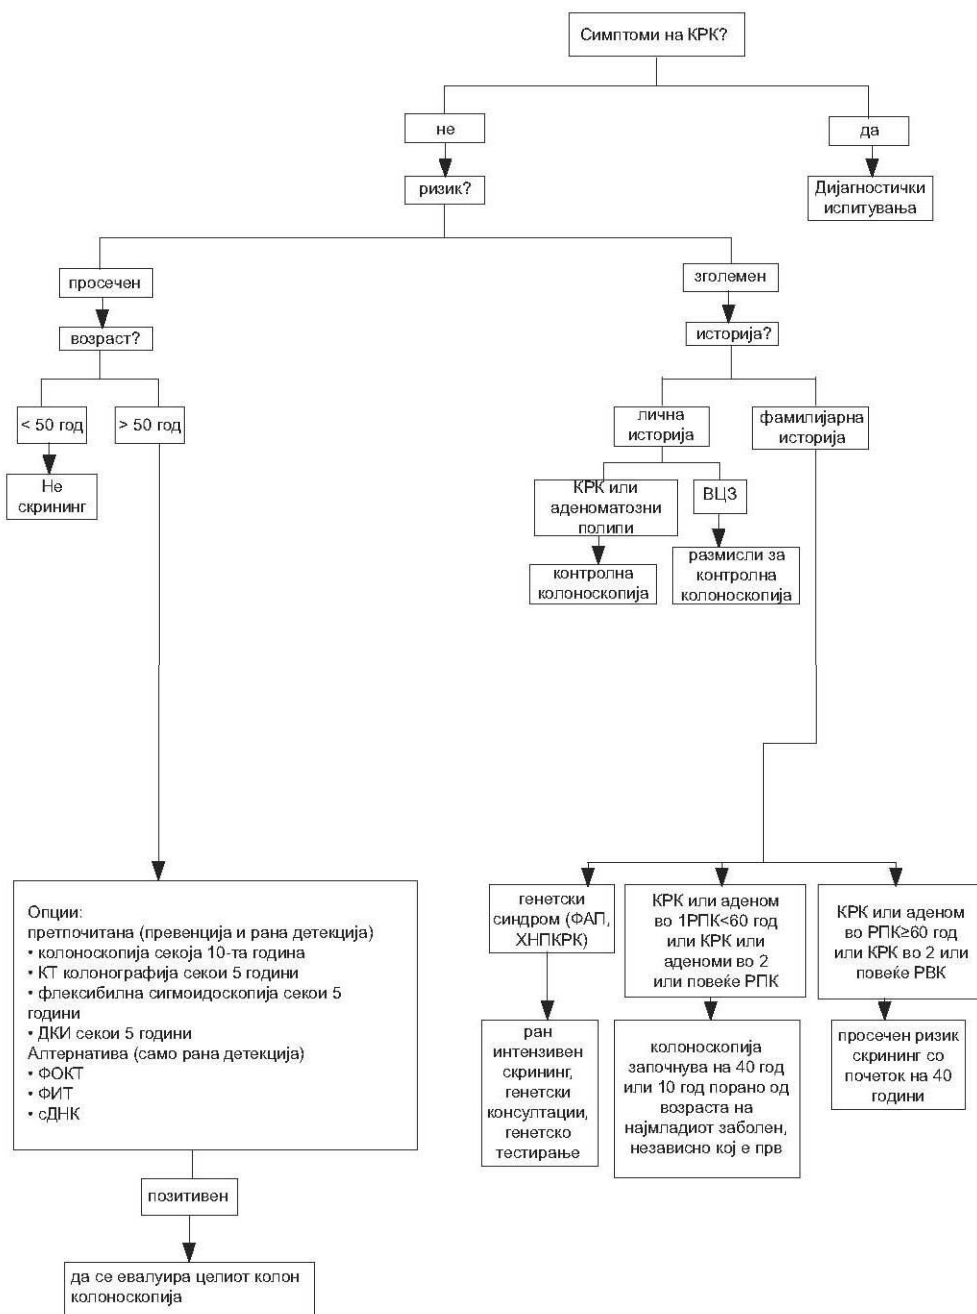 Симптоми на КРК?
не
да
ризик?
Дијагностички
испитувања
просечен
зголемен
возраст?
историја?
< 50 год
> 50 год
лична
историја
фамилијарна
историја
Не
скрининг
КРК или
аденоматозни
полипи
ВЦЗ
контролна
колоноскопија
размисли за
контролна
колоноскопија
Опции:
претпочитана (превенција и рана детекција)
• колоноскопија секоја 10-та година
• КТ колонографија секои 5 години
• флексибилна сигмоидоскопија секои 5
години
• ДКИ секои 5 години
Алтернатива (само рана детекција)
• ФОКТ
• ФИТ
• сДНК
генетски
синдром (ФАП,
ХНПКРК)
КРК или аденом
во 1РПК<60 год
или КРК или
аденоми во 2
или повеќе РПК
КРК или аденом
во РПК≥60 год
или КРК во 2 или
повеќе РВК
ран
интензивен
скрининг,
генетски
консултации,
генетско
тестирање
колоноскопија
започнува на 40 год
или 10 год порано од
возраста на
најмладиот заболен,
независно кој е прв
просечен ризик
скрининг со
почеток на 40
години
позитивен
да се евалуира целиот колон
колоноскопија